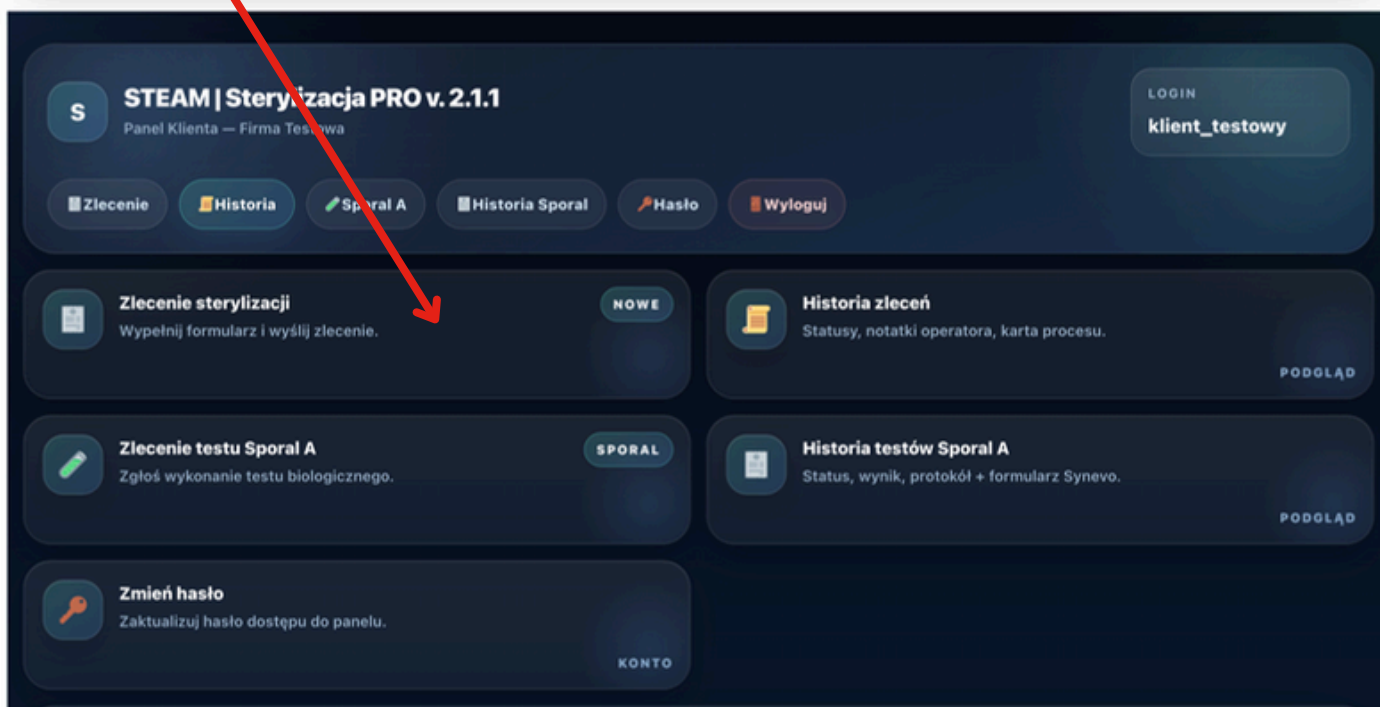 S
STEAM | Sterylizacja PRO v. 2.1.1
Panel Klienta — Firma Testowa
LOGIN
klient_testowy
Zlecenie
Historia
Sporal A
Historia Sporal
Hasło
Wyloguj
Zlecenie sterylizacji
NOWE
Wypełnij formularz i wyślij zlecenie.
Historia zleceń
Statusy, notatki operatora, karta procesu.
PODGLĄD
Zlecenie testu Sporal A
SPORAL
Zgłoś wykonanie testu biologicznego.
Historia testów Sporal A
Status, wynik, protokół + formularz Synevo.
PODGLĄD
Zmień hasło
Zaktualizuj hasło dostępu do panelu.
KONTO